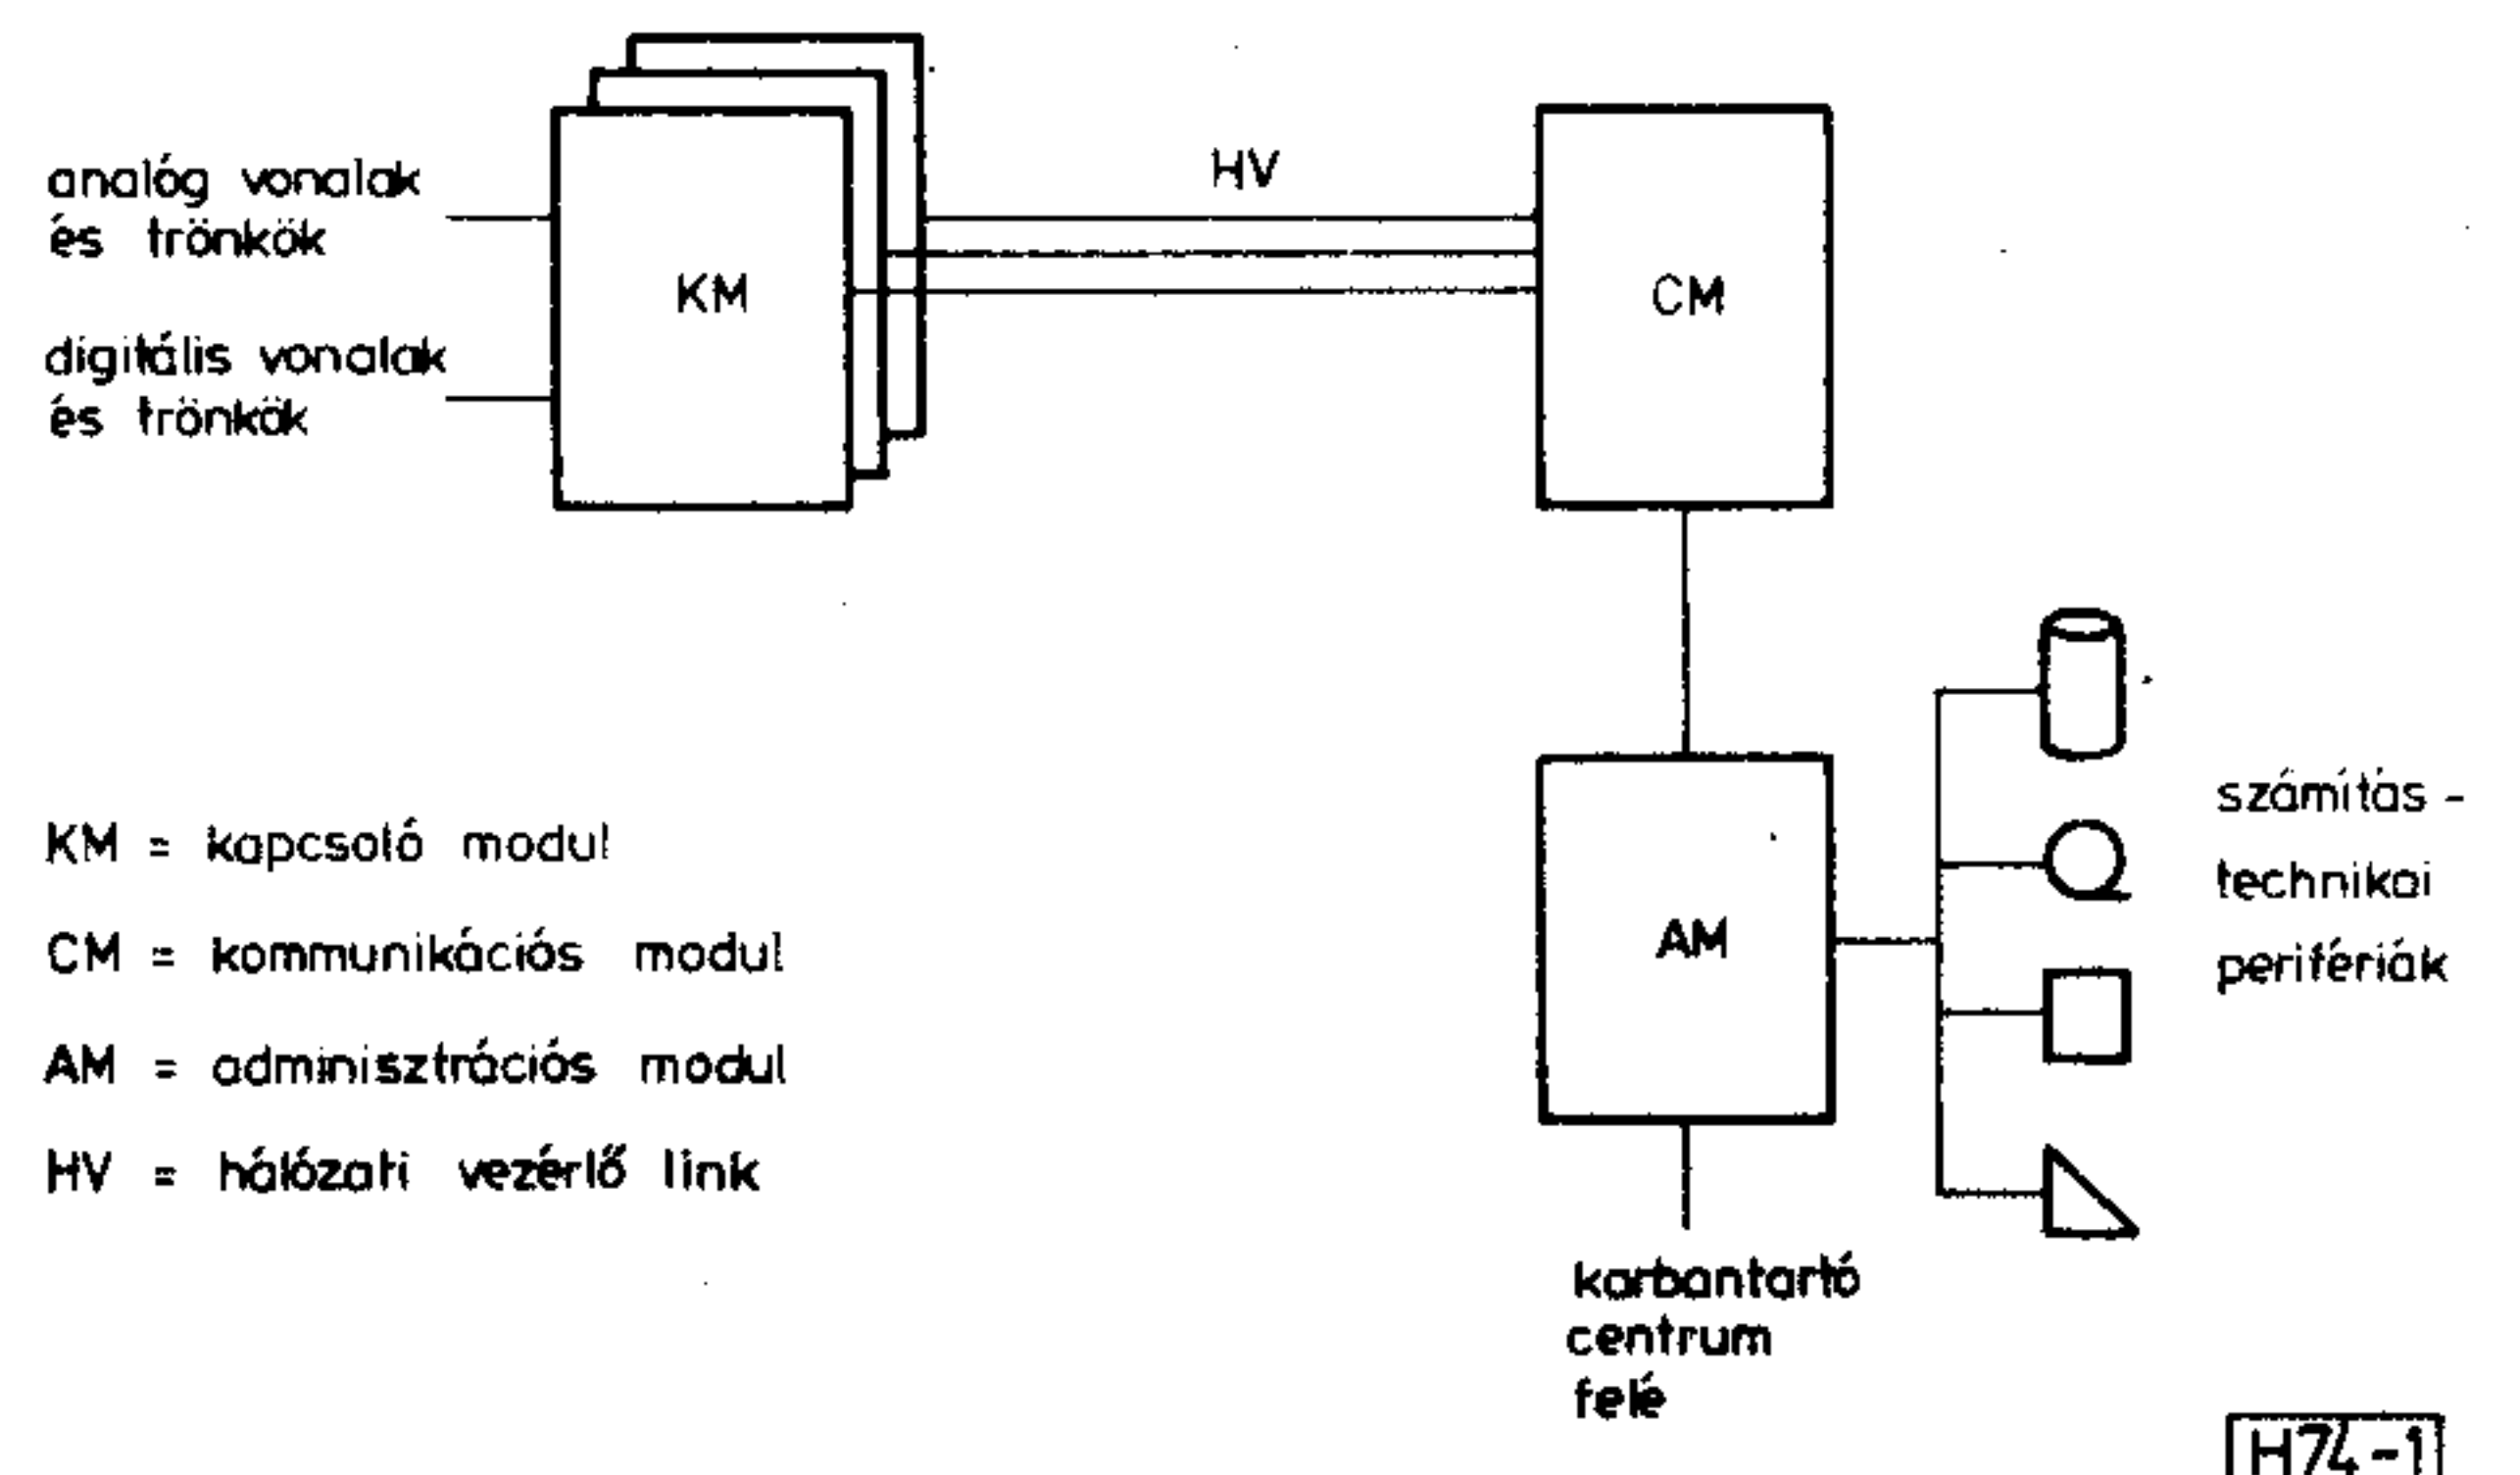 analóg vonalak
és trönkök
digitális vonalak
és trönkök
KM
HV
CM
AM
számítás-
technikai
perifériák
KM = kapcsoló modul
CM = kommunikációs modul
AM = adminisztrációs modul
HV = hálózati vezérlő link
karbantartó
centrum
felé
H74-1